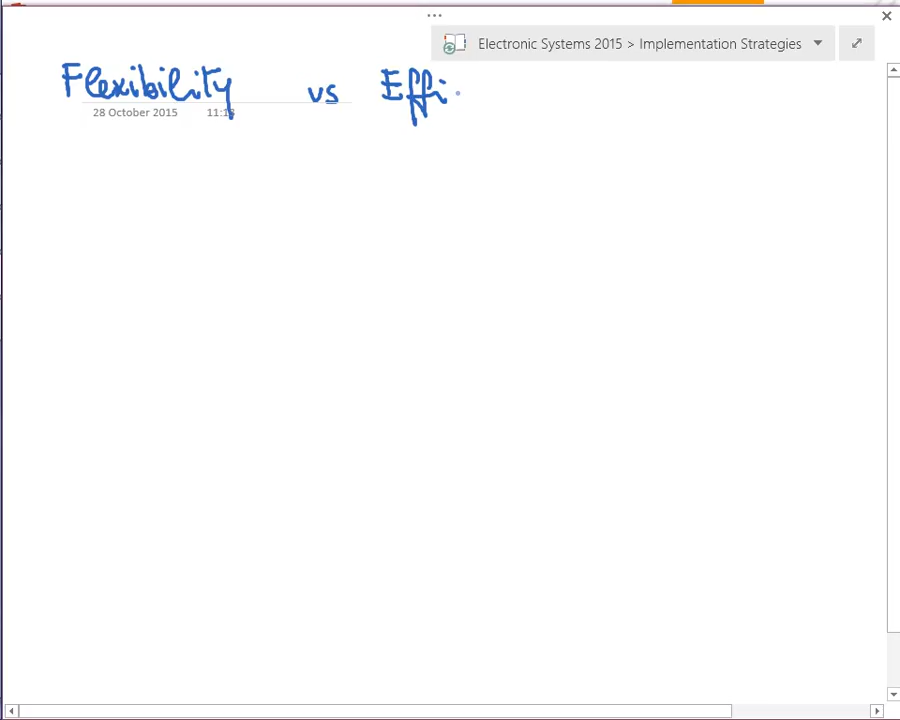 Electronic Systems 2015 > Implementation Strategies
Flexibility vs Effi
28 October 2015